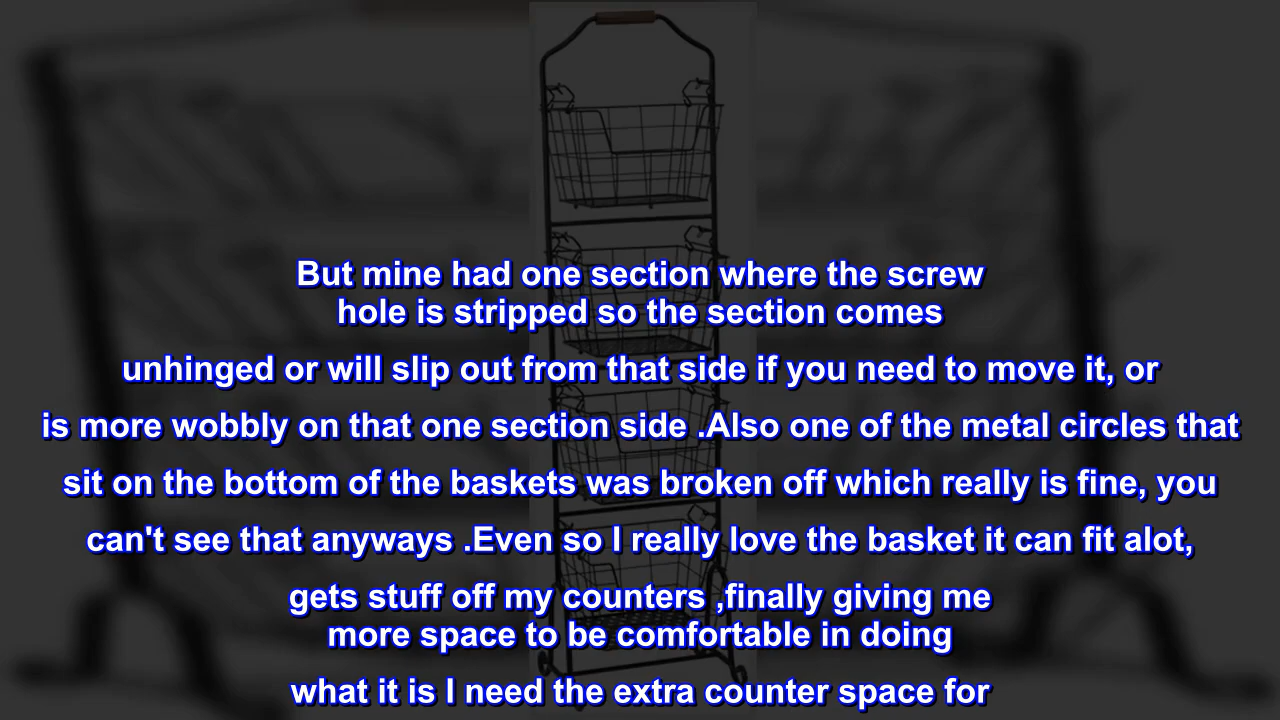 But mine had one section where the screw
hole is stripped so the section comes
unhinged or will slip out from that side if you need to move it, or
is more wobbly on that one section side .Also one of the metal circles that
sit on the bottom of the baskets was broken off which really is fine, you
can't see that anyways .Even so I really love the basket it can fit alot,
gets stuff off my counters ,finally giving me
more space to be comfortable in doing
what it is I need the extra counter space for